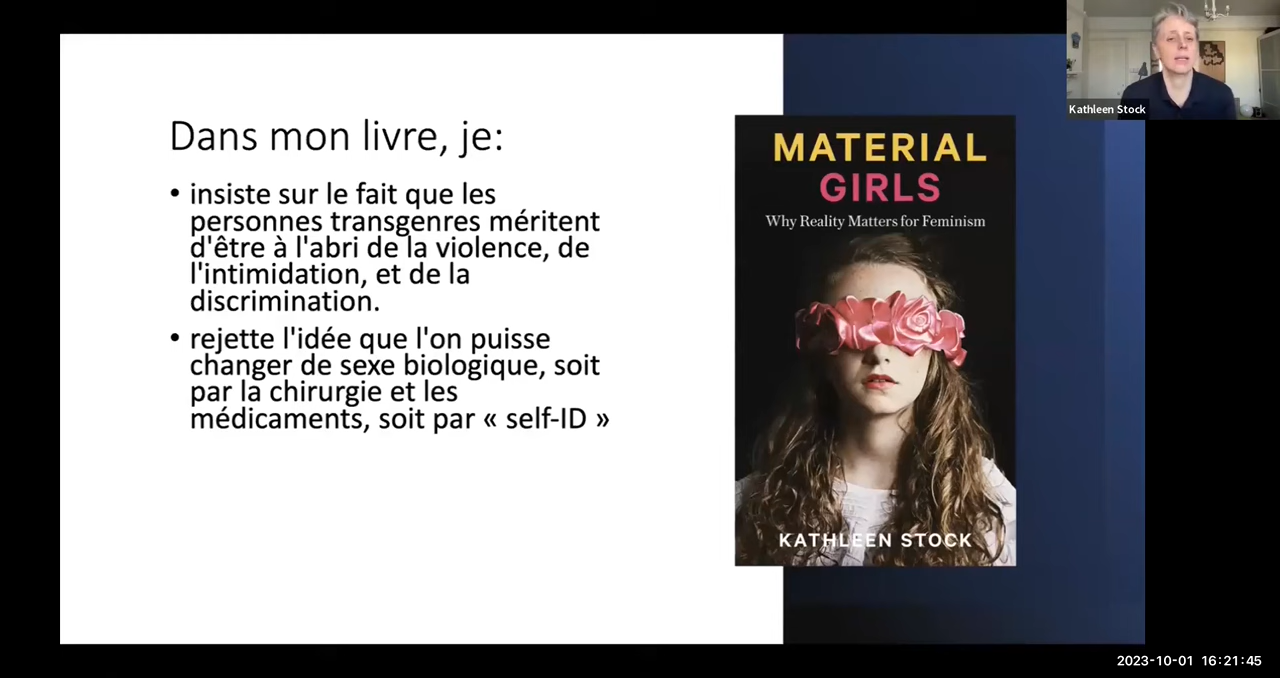 Kathleen Stock
Dans mon livre, je:
• insiste sur le fait que les
personnes transgenres méritent
d'être à l'abri de la violence, de
l'intimidation, et de la
discrimination.
• rejette l'idée que l'on puisse
changer de sexe biologique, soit
par la chirurgie et les
médicaments, soit par « self-ID »
MATERIAL
GIRLS
Why Reality Matters for Feminism
KATHLEEN STOCK
2023-10-01 16:21:45